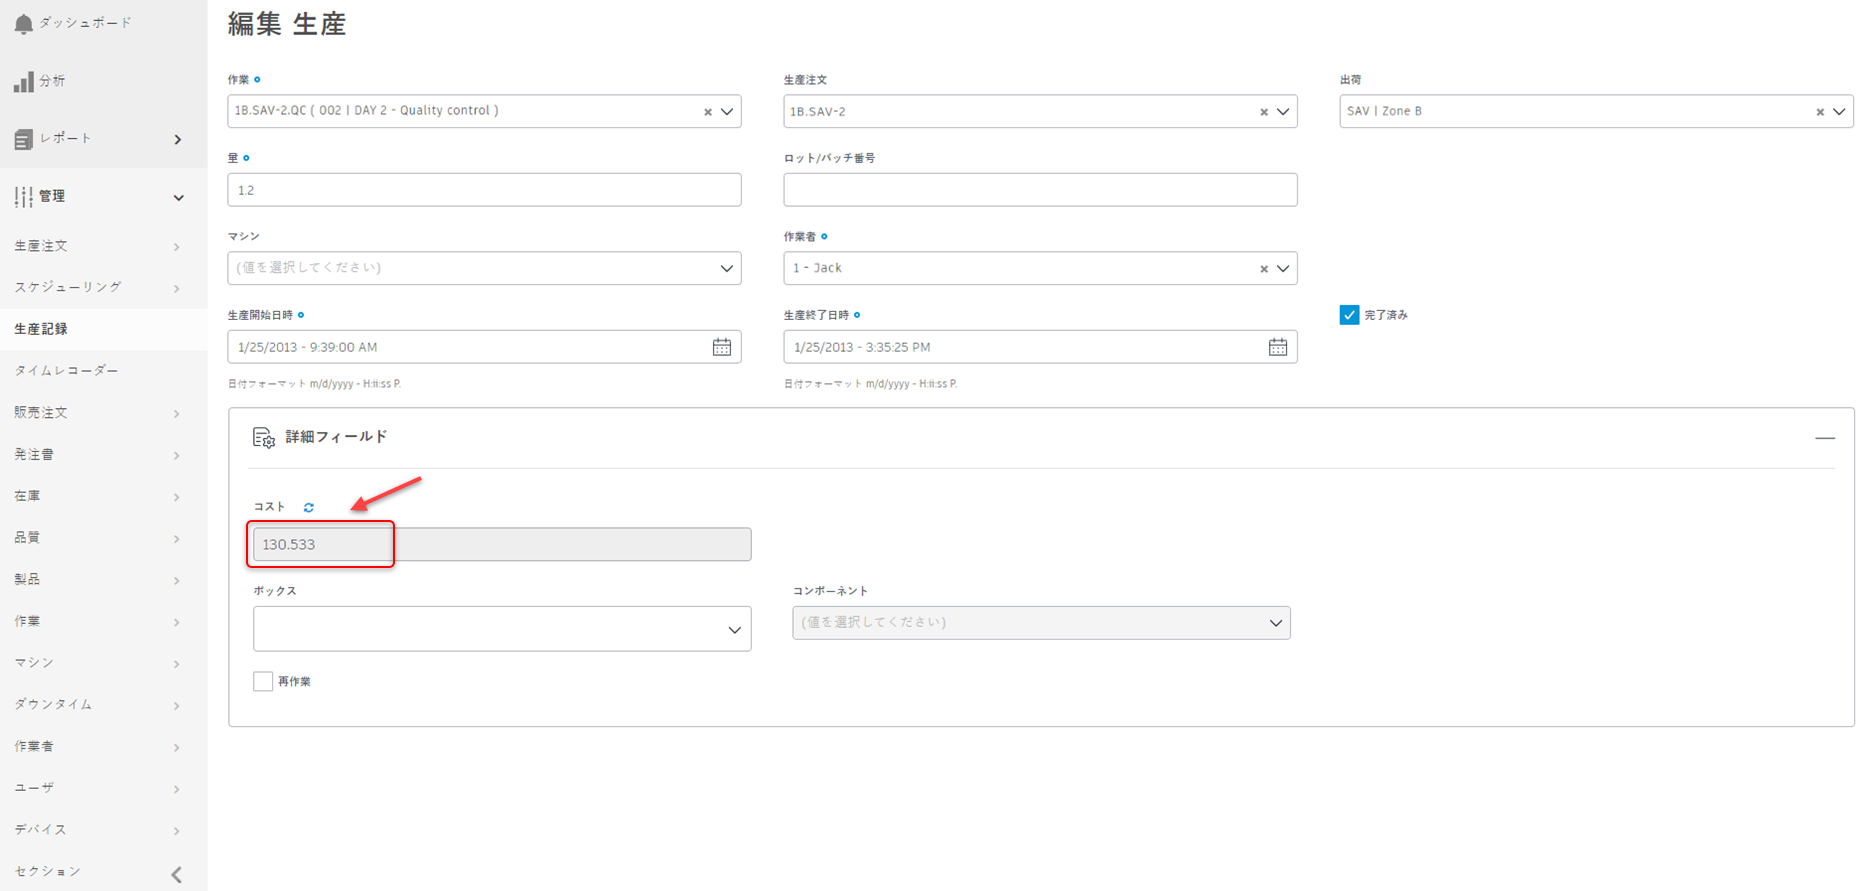 ダッシュボード
分析
レポート
管理
生産注文
スケジューリング
生産記録
タイムレコーダー
販売注文
発注書
在庫
品質
製品
作業
マシン
ダウンタイム
作業者
ユーザ
デバイス
セクション
編集 生産
作業
1B.SAV-2.QC ( 002 | DAY 2 - Quality control )
生産注文
1B.SAV-2
出荷
SAV | Zone B
量
1.2
ロット/バッチ番号
マシン
(値を選択してください)
作業者
1 - Jack
生産開始日時
1/25/2013 - 9:39:00 AM
日付フォーマット m/d/yyyy - H:ii:ss P.
生産終了日時
1/25/2013 - 3:35:25 PM
日付フォーマット m/d/yyyy - H:ii:ss P.
完了済み
詳細フィールド
コスト
130.533
ボックス
コンポーネント
(値を選択してください)
再作業